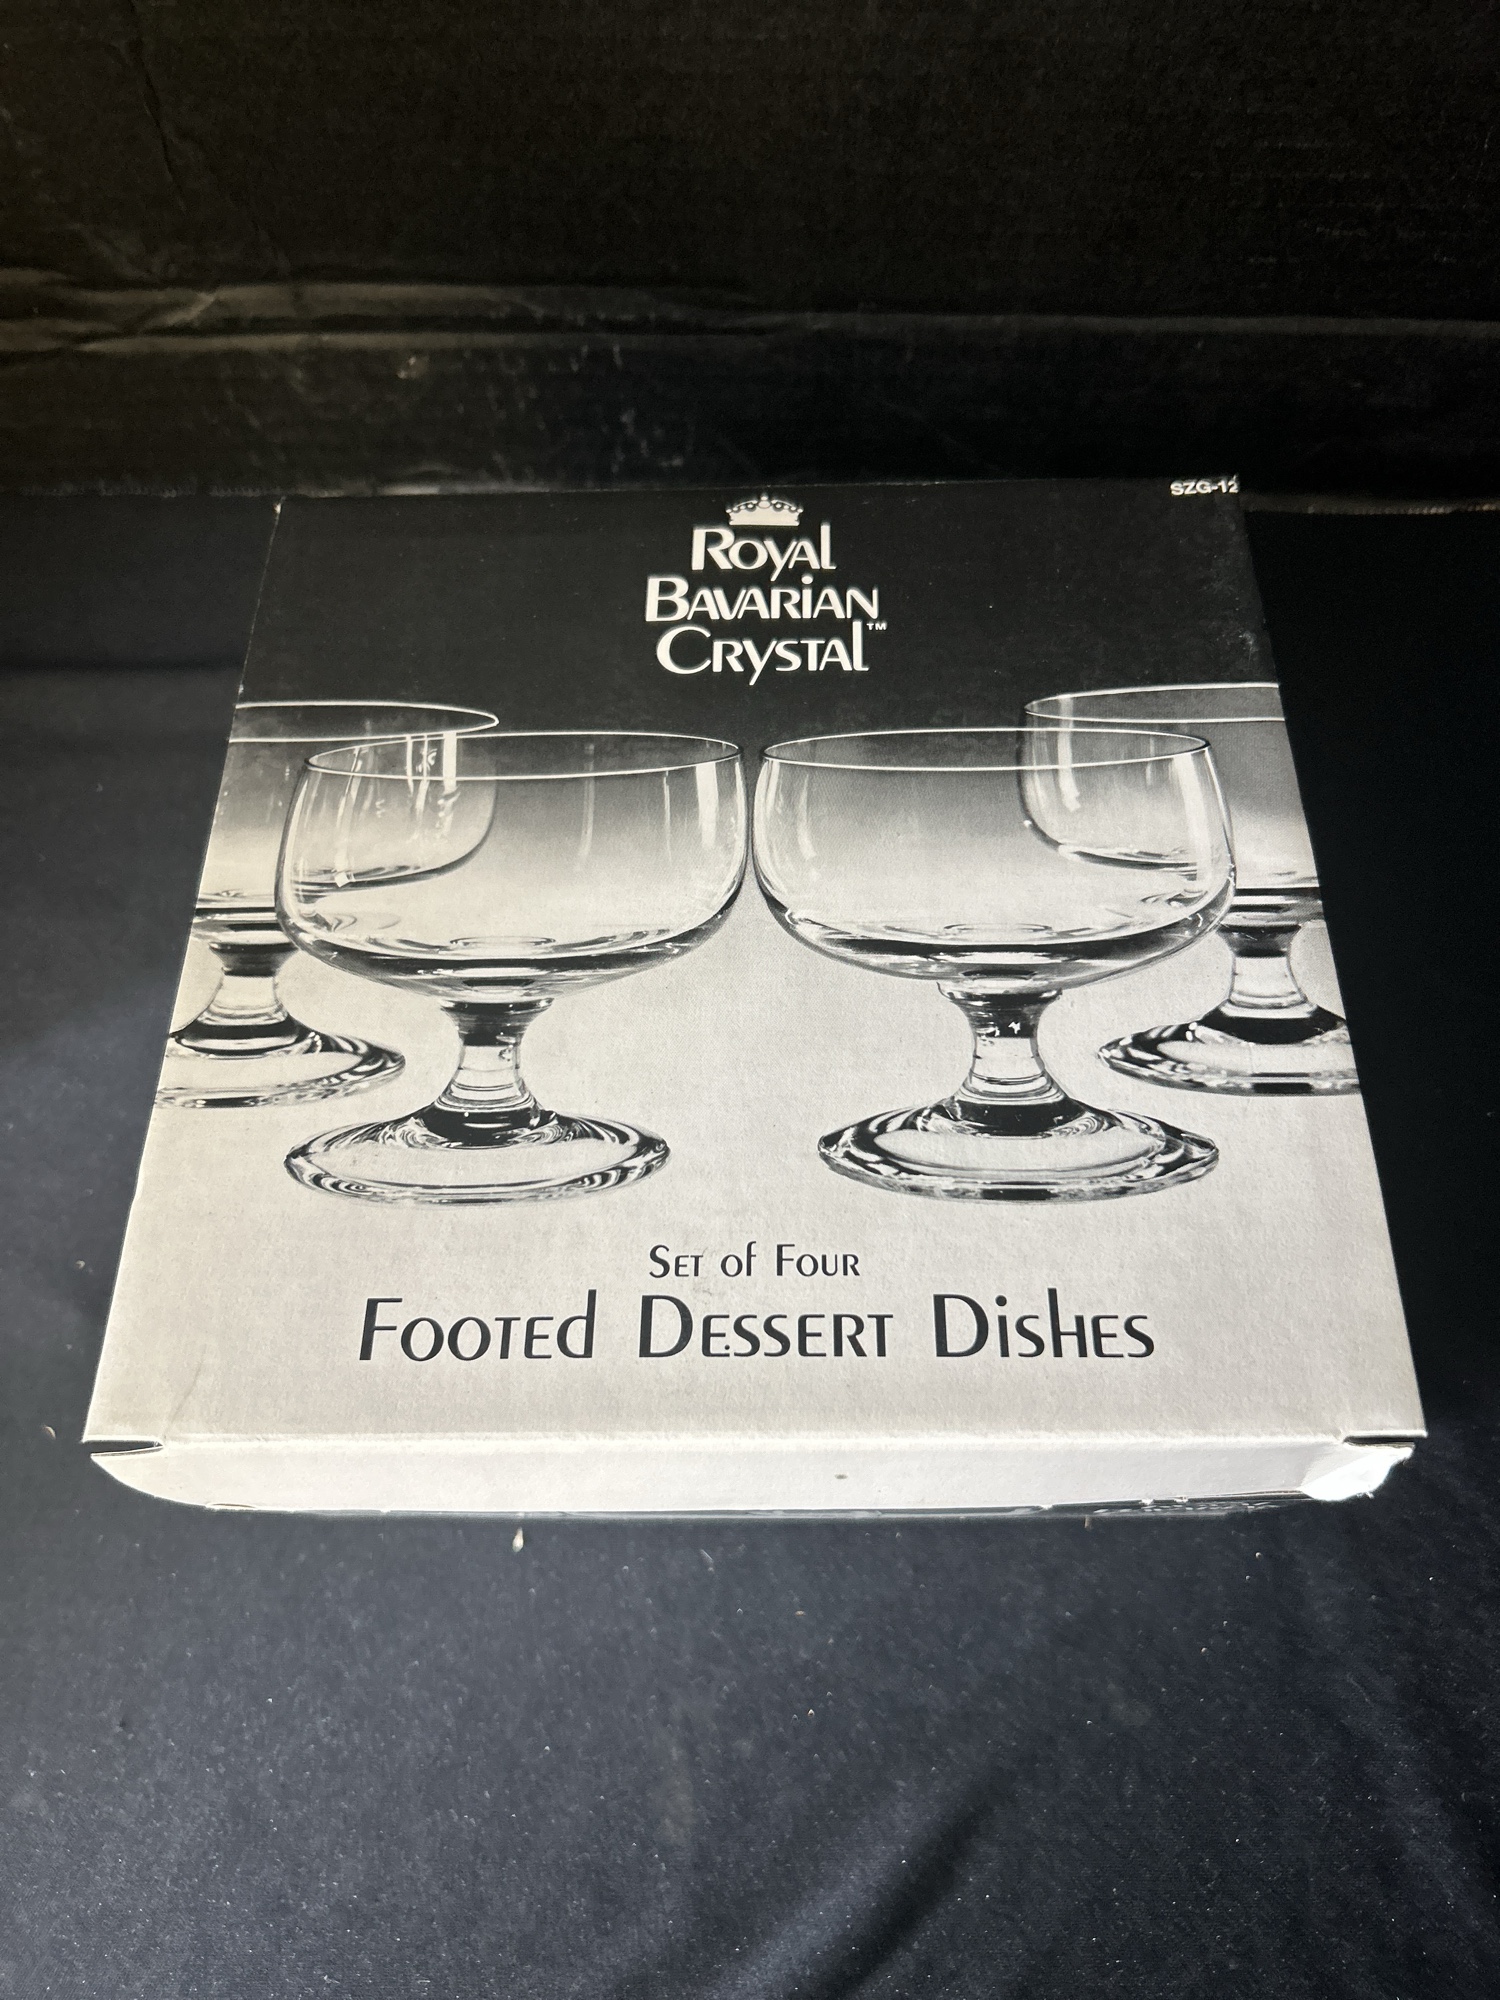 SZG-12
Royal
Bavarian
Crystal™
Set of Four
Footed Dessert Dishes